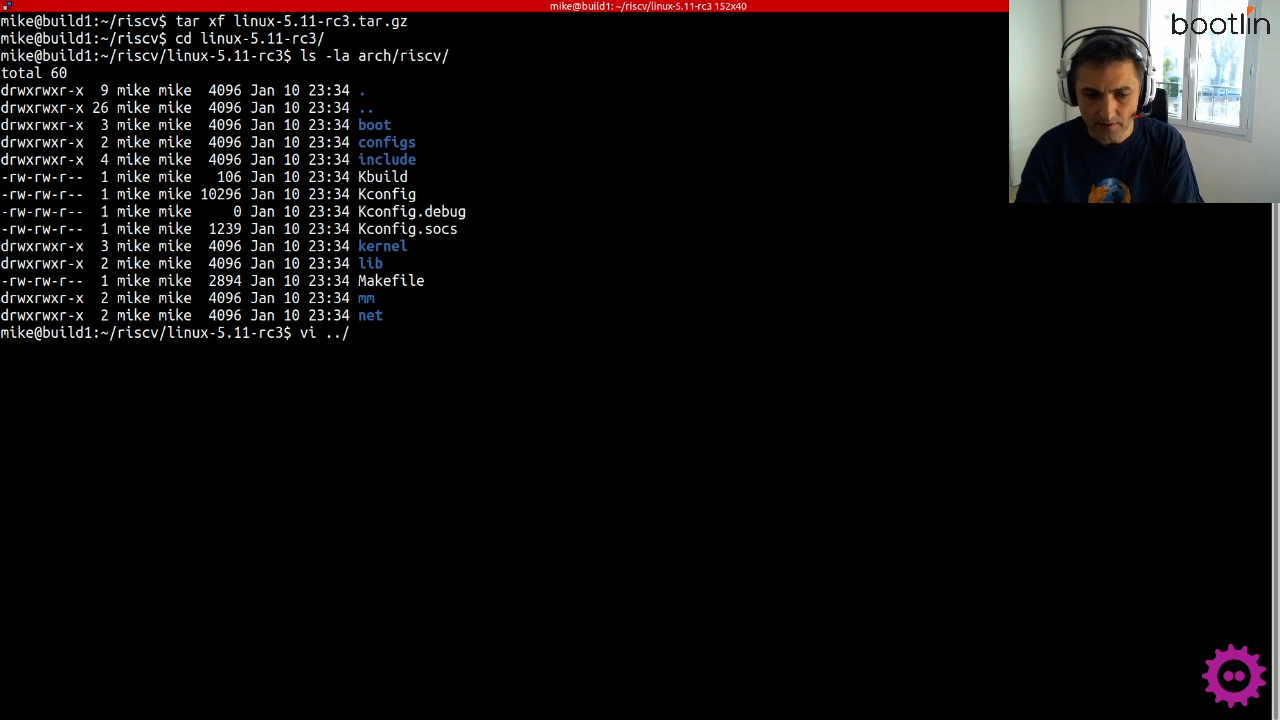 mike@build1: ~/riscv/linux-5.11-rc3 152x40
mike@build1:~/riscv$ tar xf linux-5.11-rc3.tar.gz
mike@build1:~/riscv$ cd linux-5.11-rc3/
mike@build1:~/riscv/linux-5.11-rc3$ ls -la arch/riscv/
total 60
drwxrwxr-x  9 mike mike  4096 Jan 10 23:34 .
drwxrwxr-x 26 mike mike  4096 Jan 10 23:34 ..
drwxrwxr-x  3 mike mike  4096 Jan 10 23:34 boot
drwxrwxr-x  2 mike mike  4096 Jan 10 23:34 configs
drwxrwxr-x  4 mike mike  4096 Jan 10 23:34 include
-rw-rw-r--  1 mike mike   106 Jan 10 23:34 Kbuild
-rw-rw-r--  1 mike mike 10296 Jan 10 23:34 Kconfig
-rw-rw-r--  1 mike mike     0 Jan 10 23:34 Kconfig.debug
-rw-rw-r--  1 mike mike  1239 Jan 10 23:34 Kconfig.socs
drwxrwxr-x  3 mike mike  4096 Jan 10 23:34 kernel
drwxrwxr-x  2 mike mike  4096 Jan 10 23:34 lib
-rw-rw-r--  1 mike mike  2894 Jan 10 23:34 Makefile
drwxrwxr-x  2 mike mike  4096 Jan 10 23:34 mm
drwxrwxr-x  2 mike mike  4096 Jan 10 23:34 net
mike@build1:~/riscv/linux-5.11-rc3$ vi ../
bootlin